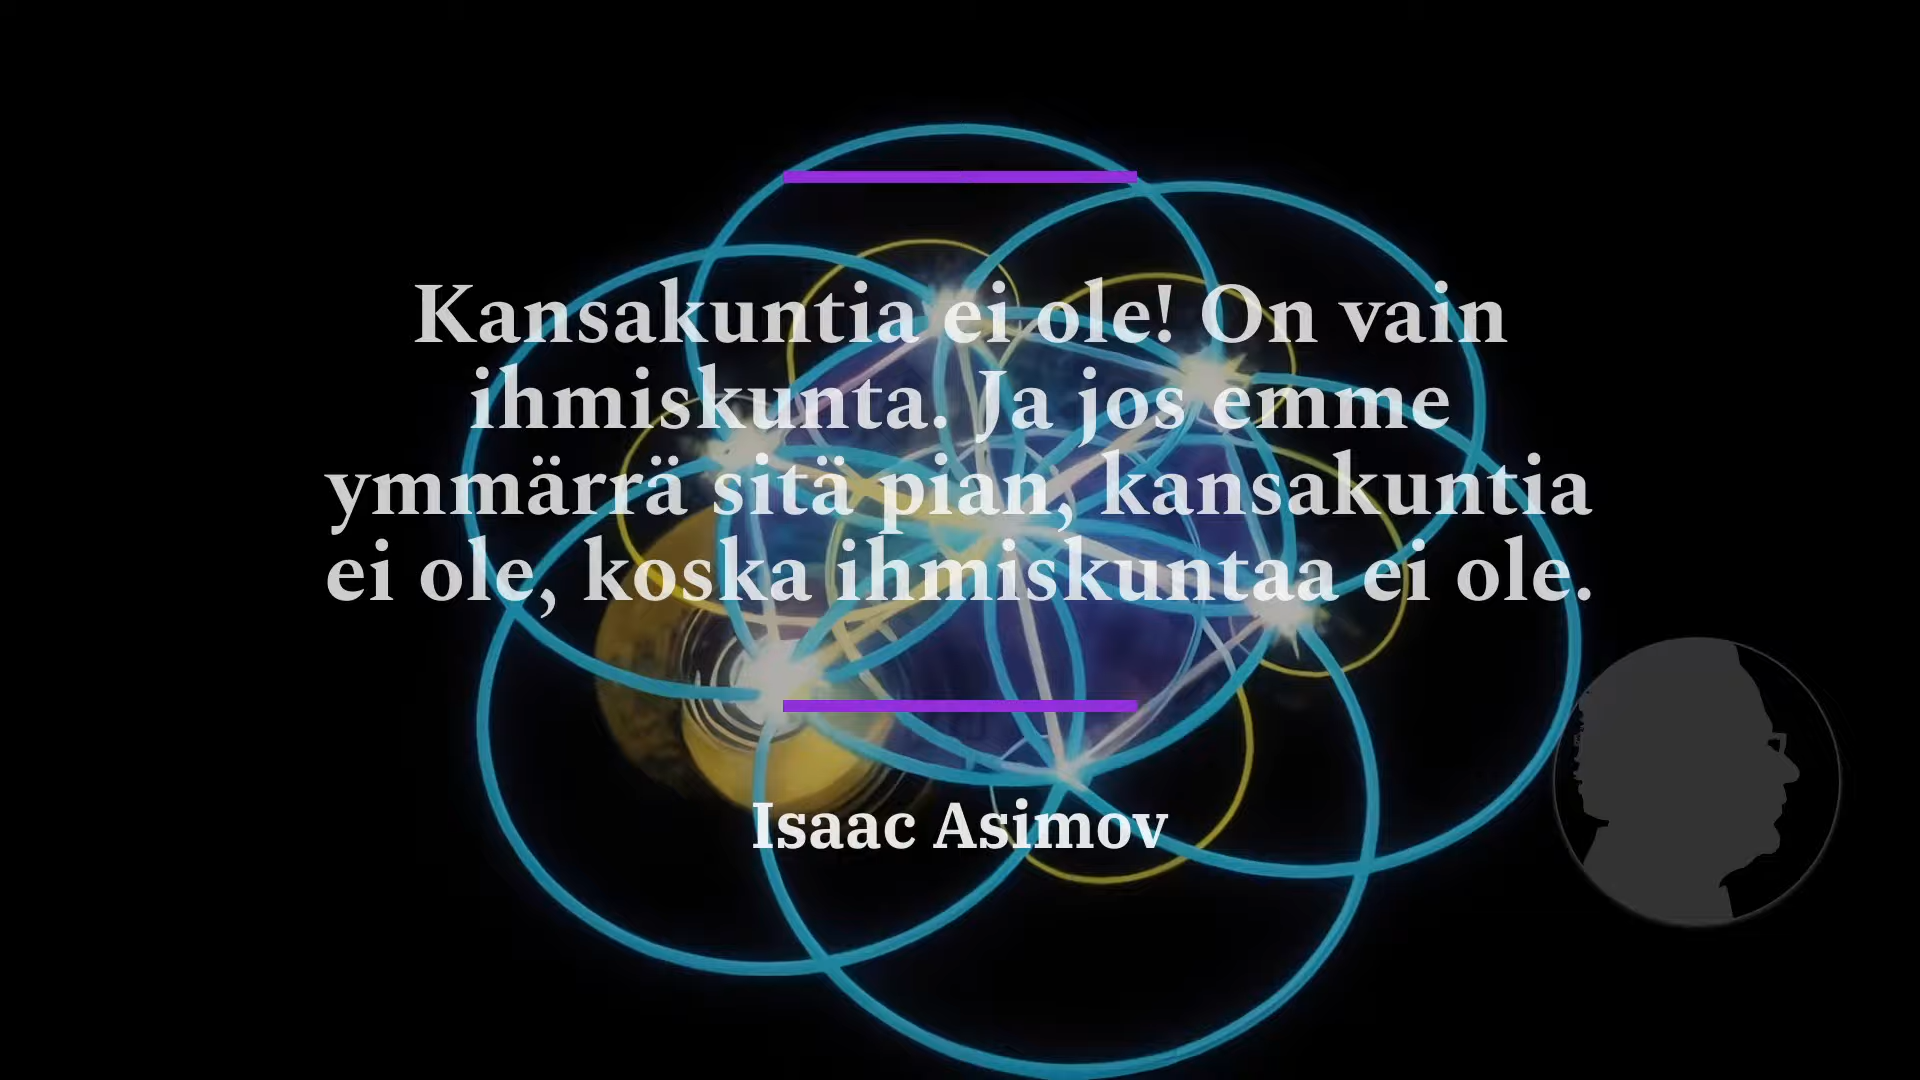 Kansakuntia ei ole! On vain
ihmiskunta. Ja jos emme
ymmärrä sitä pian, kansakuntia
ei ole, koska ihmiskuntaa ei ole.
Isaac Asimov